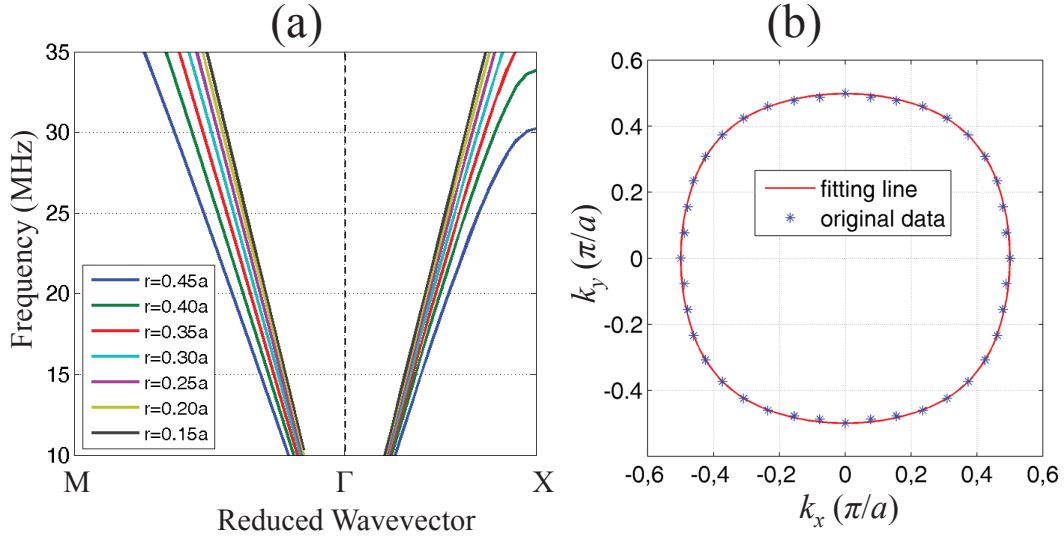 (a)
35
30
25
20
15
10
Frequency (MHz)
r=0.45a
r=0.40a
r=0.35a
r=0.30a
r=0.25a
r=0.20a
r=0.15a
M
Γ
X
Reduced Wavevector
(b)
0.6
0.4
0.2
0
-0.2
-0.4
k_y (π/a)
fitting line
original data
-0,6
-0,4
-0,2
0
0,2
0,4
0,6
k_x (π/a)